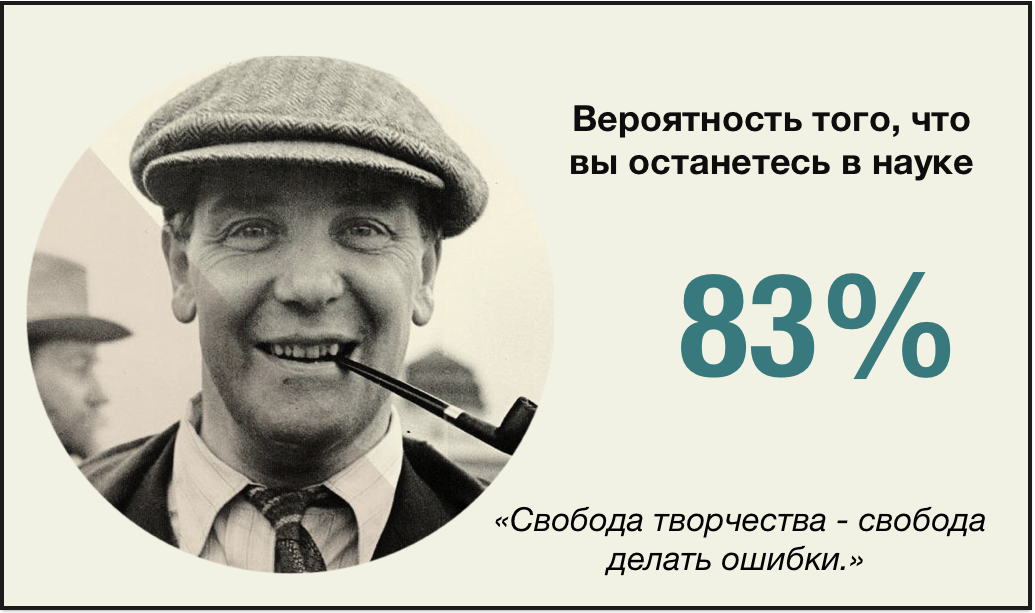 Вероятность того, что
вы останетесь в науке
83%
«Свобода творчества - свобода
делать ошибки.»